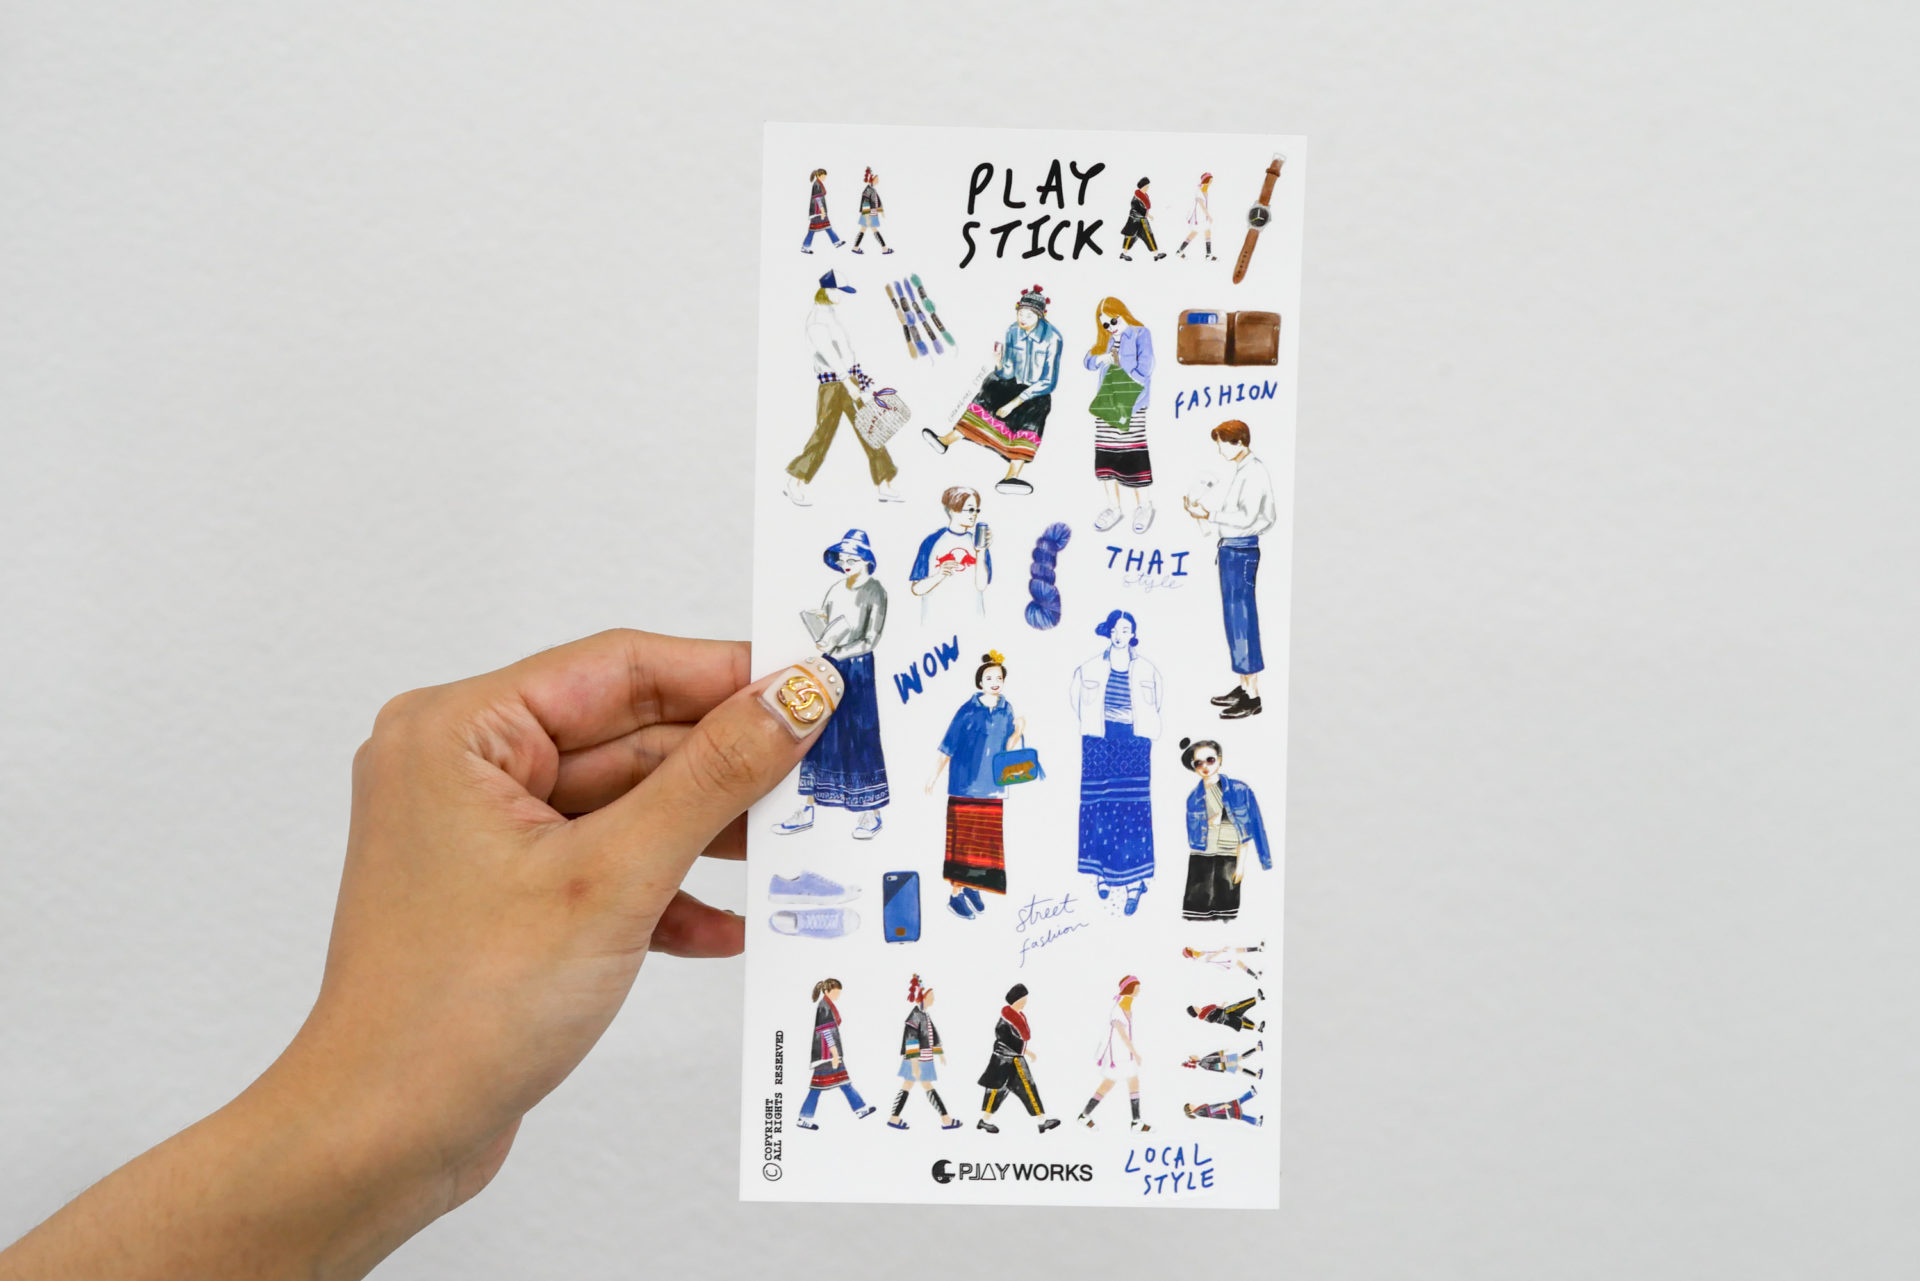 PLAY
STICK
FASHION
THAI
style
WOW
street
fashion
© COPYRIGHT
ALL RIGHTS RESERVED
PLAYWORKS
LOCAL
STYLE